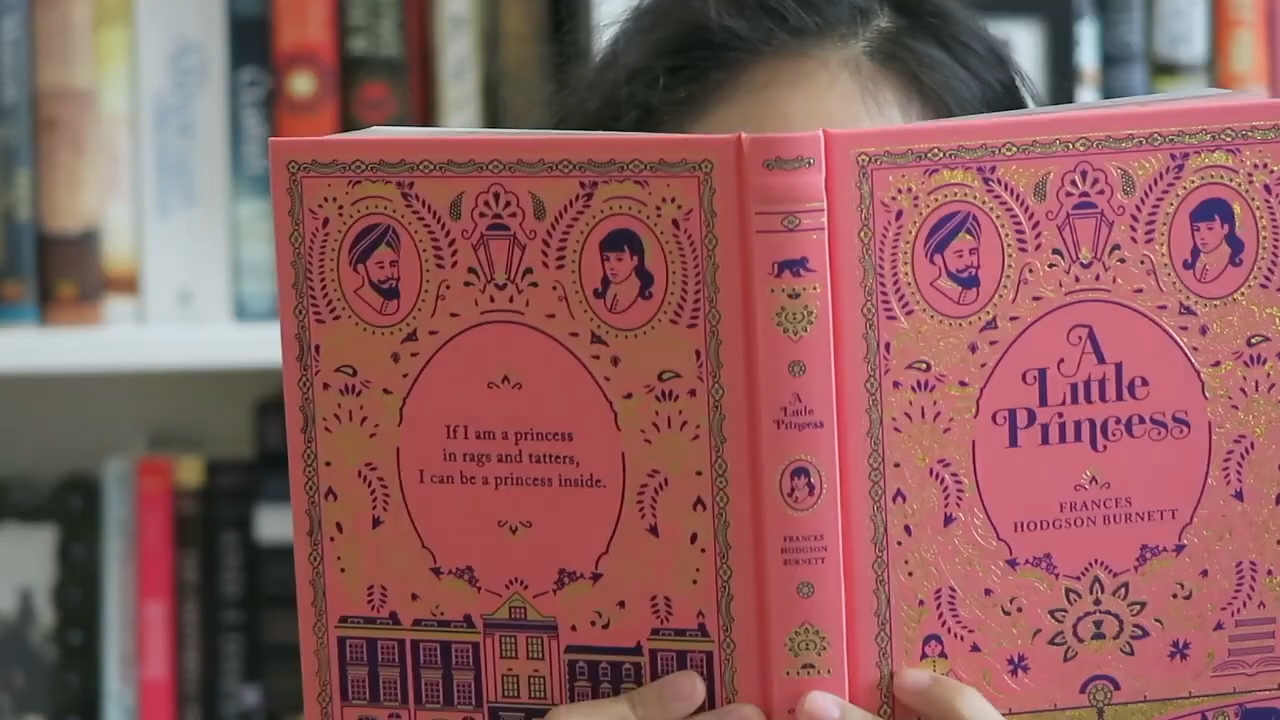 If I am a princess
in rags and tatters,
I can be a princess inside.
A
Little
Princess
FRANCES
HODGSON
BURNETT
A
Little
Princess
FRANCES
HODGSON BURNETT